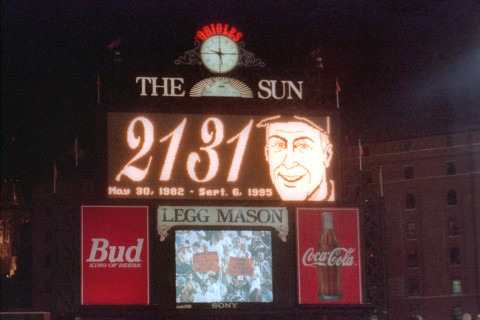 ORIOLES
THE SUN
2131
May 30, 1982 - Sept. 6, 1995
LEGG MASON
Bud
KING OF BEERS
Coca-Cola
SONY